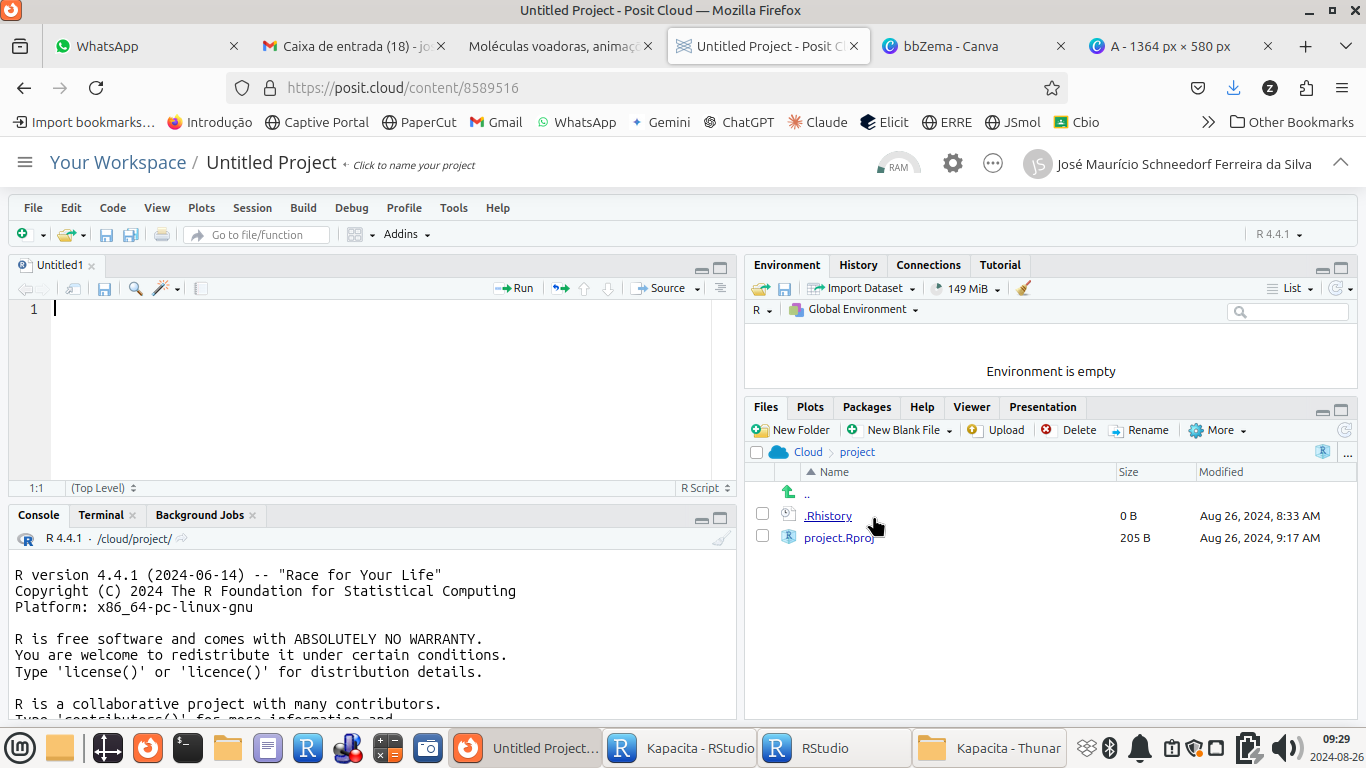 Untitled Project - Posit Cloud — Mozilla Firefox
WhatsApp
Caixa de entrada (18) - jo
Moléculas voadoras, animaç
Untitled Project - Posit Cl
bbZema - Canva
A - 1364 px × 580 px
https://posit.cloud/content/8589516
Z
Import bookmarks...
Introdução
Captive Portal
PaperCut
Gmail
WhatsApp
Gemini
ChatGPT
Claude
Elicit
ERRE
JSmol
Cbio
Other Bookmarks
Your Workspace / Untitled Project
Click to name your project
RAM
JS
José Maurício Schneedorf Ferreira da Silva
File Edit Code View Plots Session Build Debug Profile Tools Help
Go to file/function
Addins
R 4.4.1
Untitled1
Run
Source
1
1:1
(Top Level)
R Script
Console Terminal Background Jobs
R 4.4.1 · /cloud/project/
R version 4.4.1 (2024-06-14) -- "Race for Your Life"
Copyright (C) 2024 The R Foundation for Statistical Computing
Platform: x86_64-pc-linux-gnu
R is free software and comes with ABSOLUTELY NO WARRANTY.
You are welcome to redistribute it under certain conditions.
Type 'license()' or 'licence()' for distribution details.
R is a collaborative project with many contributors.
Type 'contributors()' for more information and
Environment History Connections Tutorial
Import Dataset
149 MiB
List
R
Global Environment
Environment is empty
Files Plots Packages Help Viewer Presentation
New Folder
New Blank File
Upload
Delete
Rename
More
Cloud
project
...
Name Size Modified
..
.Rhistory 0 B Aug 26, 2024, 8:33 AM
project.Rproj 205 B Aug 26, 2024, 9:17 AM
Untitled Project...
Kapacita - RStudio
RStudio
Kapacita - Thunar
09:29
2024-08-26